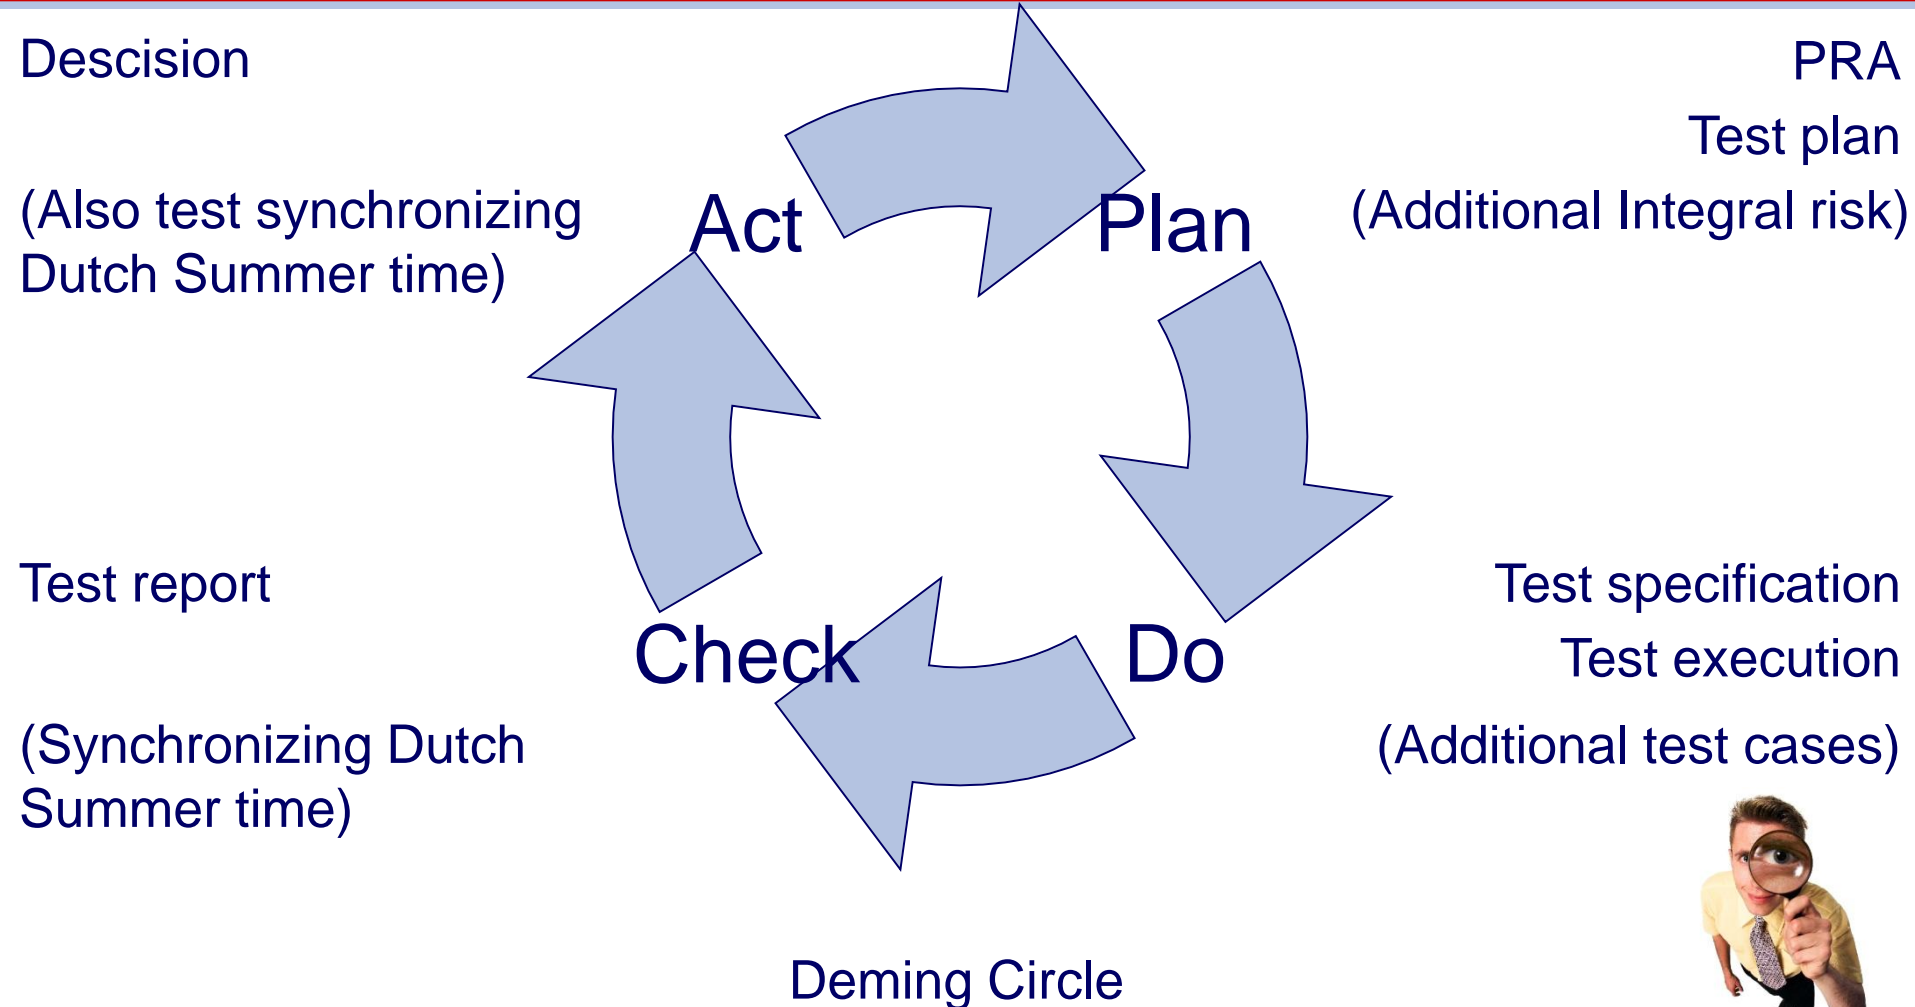 Descision
(Also test synchronizing
Dutch Summer time)
Act
Plan
PRA
Test plan
(Additional Integral risk)
Test report
(Synchronizing Dutch
Summer time)
Check
Do
Test specification
Test execution
(Additional test cases)
Deming Circle